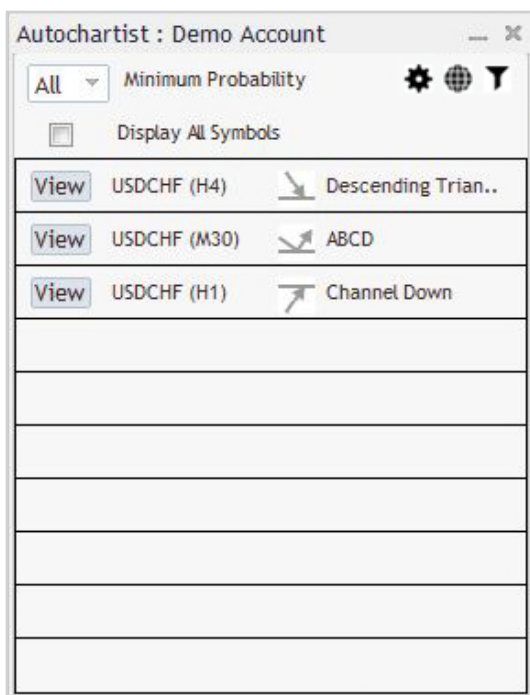 Autochartist : Demo Account
All Minimum Probability
Display All Symbols
View USDCHF (H4) Descending Trian..
View USDCHF (M30) ABCD
View USDCHF (H1) Channel Down